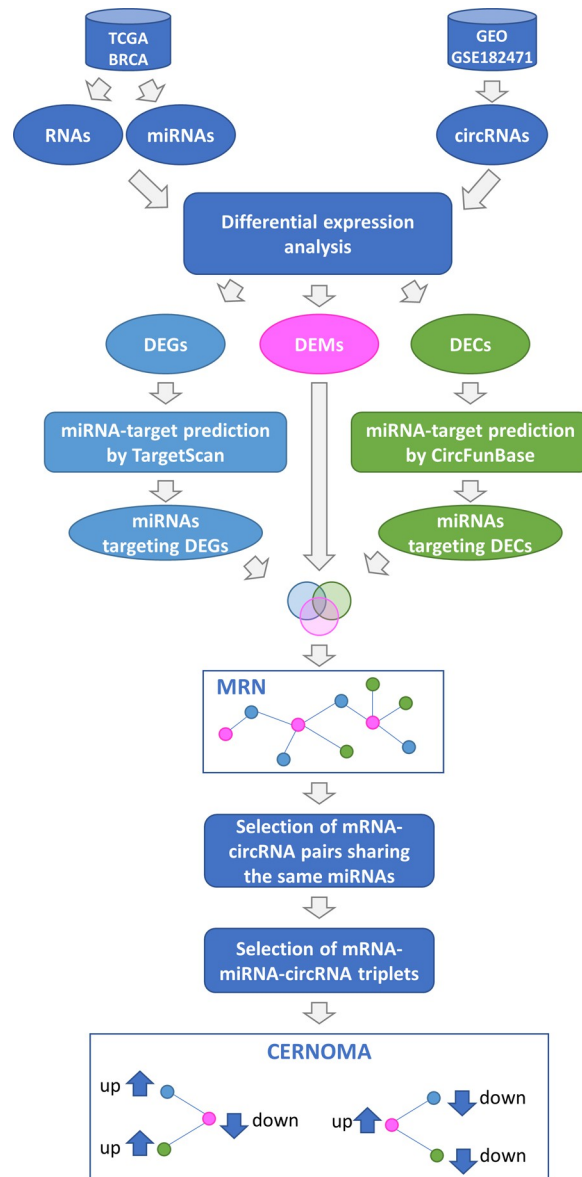 TCGA
BRCA
GEO
GSE182471
RNAs
miRNAs
circRNAs
Differential expression
analysis
DEGs
DEMs
DECs
miRNA-target prediction
by TargetScan
miRNA-target prediction
by CircFunBase
miRNAs
targeting DEGs
miRNAs
targeting DECs
MRN
Selection of mRNA-
circRNA pairs sharing
the same miRNAs
Selection of mRNA-
miRNA-circRNA triplets
CERNOMA
up
down
up
up
down
down